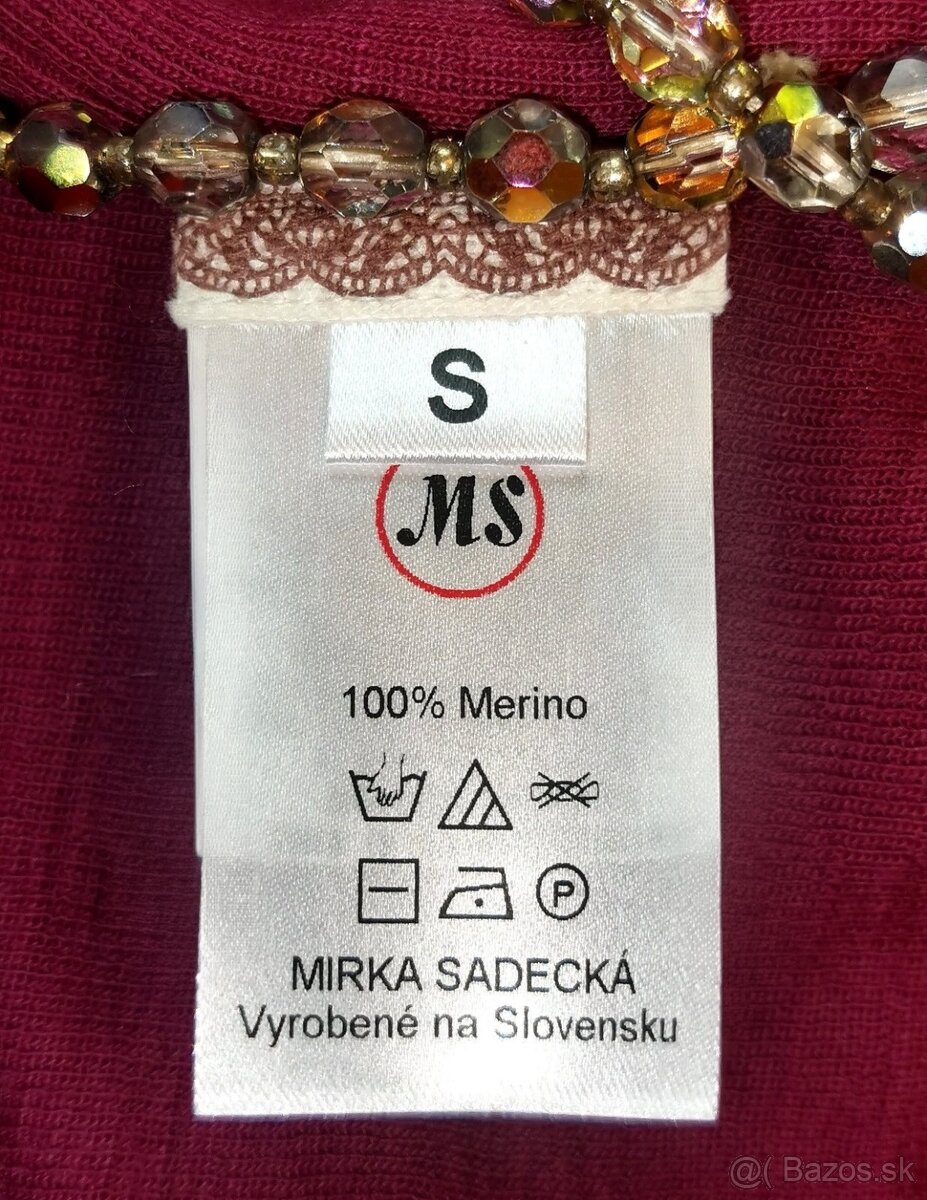 S
MS
100% Merino
P
MIRKA SADECKÁ
Vyrobené na Slovensku
@( Bazos.sk